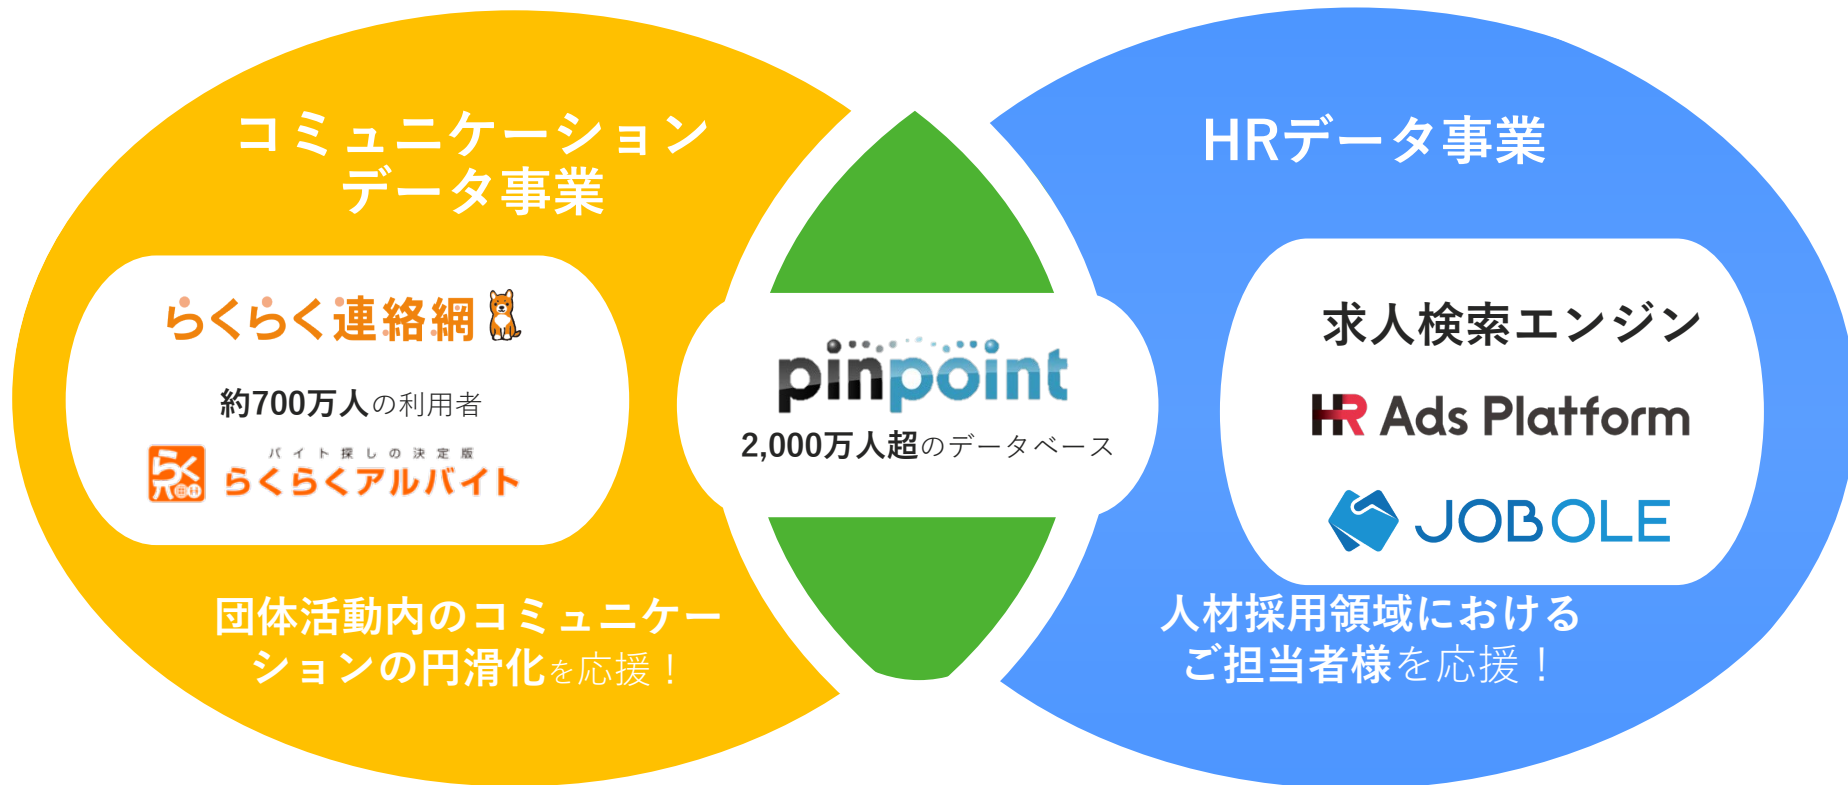 コミュニケーション
データ事業
らくらく連絡網
約700万人の利用者
バイト探しの決定版
らくらくアルバイト
団体活動内のコミュニケー
ションの円滑化を応援！
pinpoint
2,000万人超のデータベース
HRデータ事業
求人検索エンジン
HR Ads Platform
JOBOLE
人材採用領域における
ご担当者様を応援！